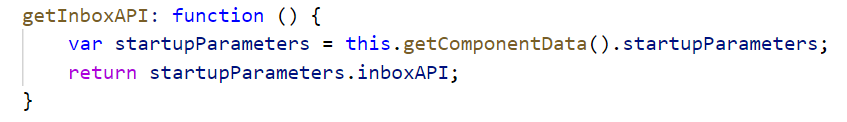 getInboxAPI: function () {
    var startupParameters = this.getComponentData().startupParameters;
    return startupParameters.inboxAPI;
}